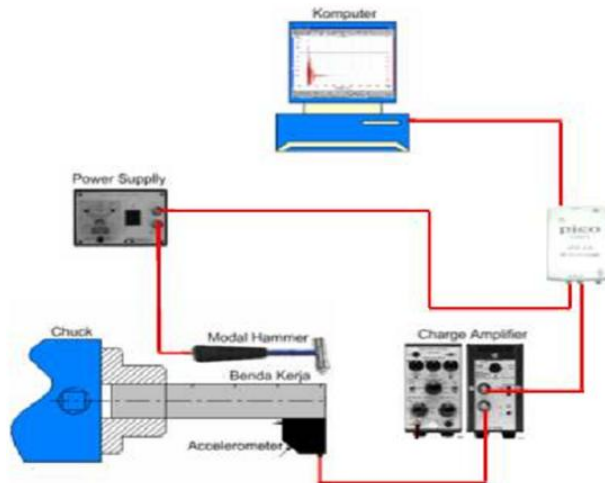 Komputer
Power Supplly
pico
Chuck
Modal Hammer
Charge Amplifier
Benda Kerja
Accelerometer